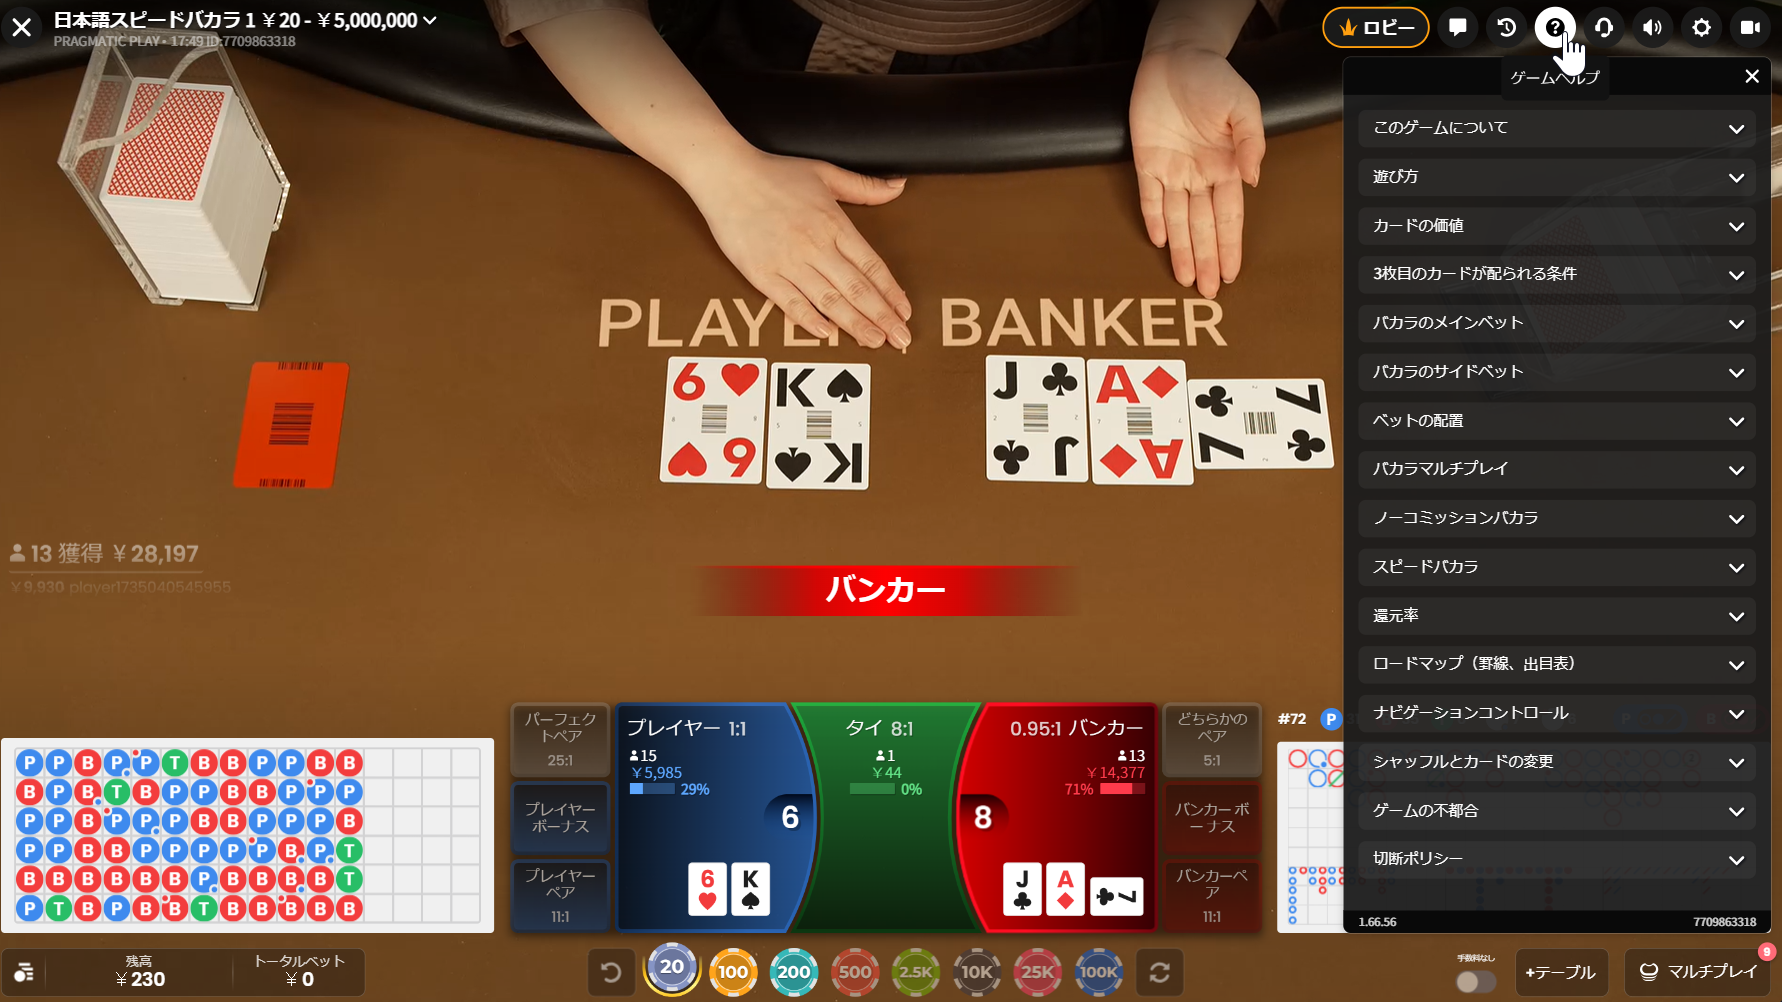 日本語スピードバカラ 1 ￥20 - ￥5,000,000
PRAGMATIC PLAY • 17:49 ID:7709863318
ロビー
ゲームヘルプ
このゲームについて
遊び方
カードの価値
3枚目のカードが配られる条件
バカラのメインベット
バカラのサイドベット
ベットの配置
バカラマルチプレイ
ノーコミッションバカラ
スピードバカラ
還元率
ロードマップ（罫線、出目表）
ナビゲーションコントロール
シャッフルとカードの変更
ゲームの不都合
切断ポリシー
1.66.56 7709863318
PLAYER BANKER
6 K J A 7
6 K J A 7
13 獲得 ￥28,197
￥9,930 player1735040545955
バンカー
パーフェクトペア
25:1
プレイヤーボーナス
プレイヤーペア
11:1
プレイヤー 1:1
15
￥5,985
29%
6
6 K
タイ 8:1
1
￥44
0%
0.95:1 バンカー
13
￥14,377
71%
8
J A 7
どちらかのペア
5:1
バンカー ボーナス
バンカーペア
11:1
#72 P
P P B P P T B B P P B B
B P B T B P P B B P P P
P P B P P P B B P P P B
P P B B P P P P P B P T
B B B B B B P B B B B T
P T B P B B T B B B B B
残高
￥230
トータルベット
￥0
20 100 200 500 2.5K 10K 25K 100K
手数料なし
+テーブル
マルチプレイ
9